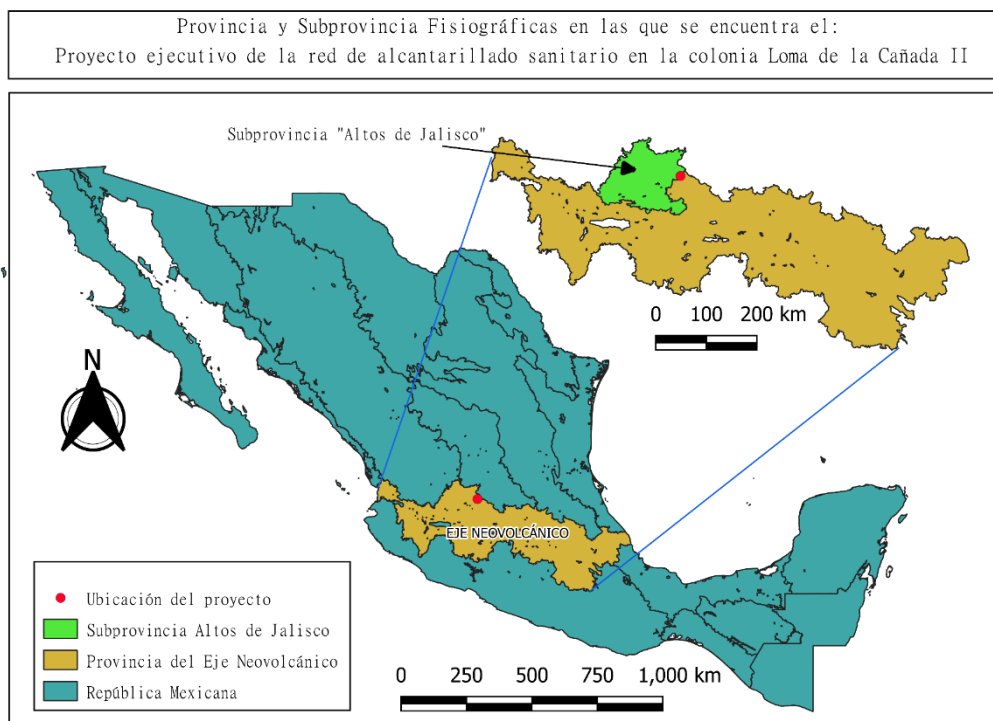 Provincia y Subprovincia Fisiográficas en las que se encuentra el:
Proyecto ejecutivo de la red de alcantarillado sanitario en la colonia Loma de la Cañada II
Subprovincia "Altos de Jalisco"
0 100 200 km
N
EJE NEOVOLCÁNICO
Ubicación del proyecto
Subprovincia Altos de Jalisco
Provincia del Eje Neovolcánico
República Mexicana
0 250 500 750 1,000 km